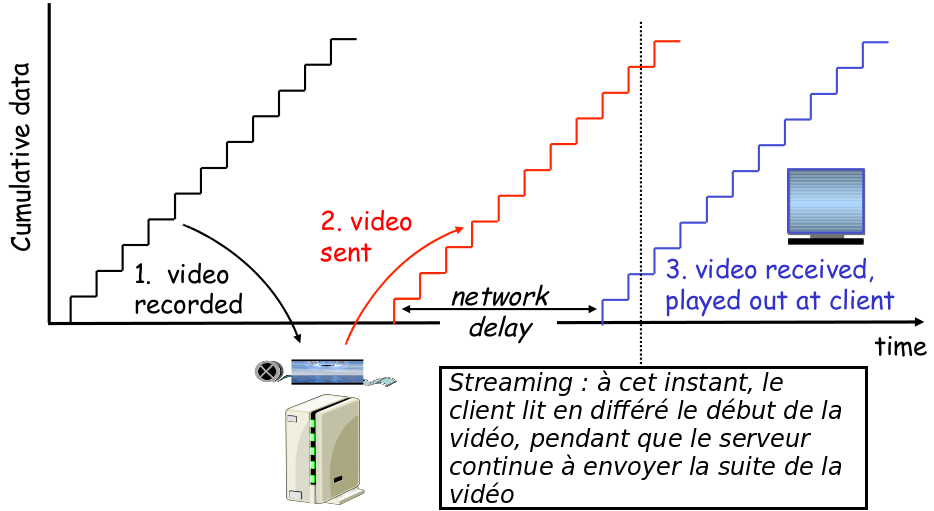 Cumulative data
1. video
recorded
2. video
sent
network
delay
3. video received,
played out at client
time
Streaming : à cet instant, le
client lit en différé le début de la
vidéo, pendant que le serveur
continue à envoyer la suite de la
vidéo